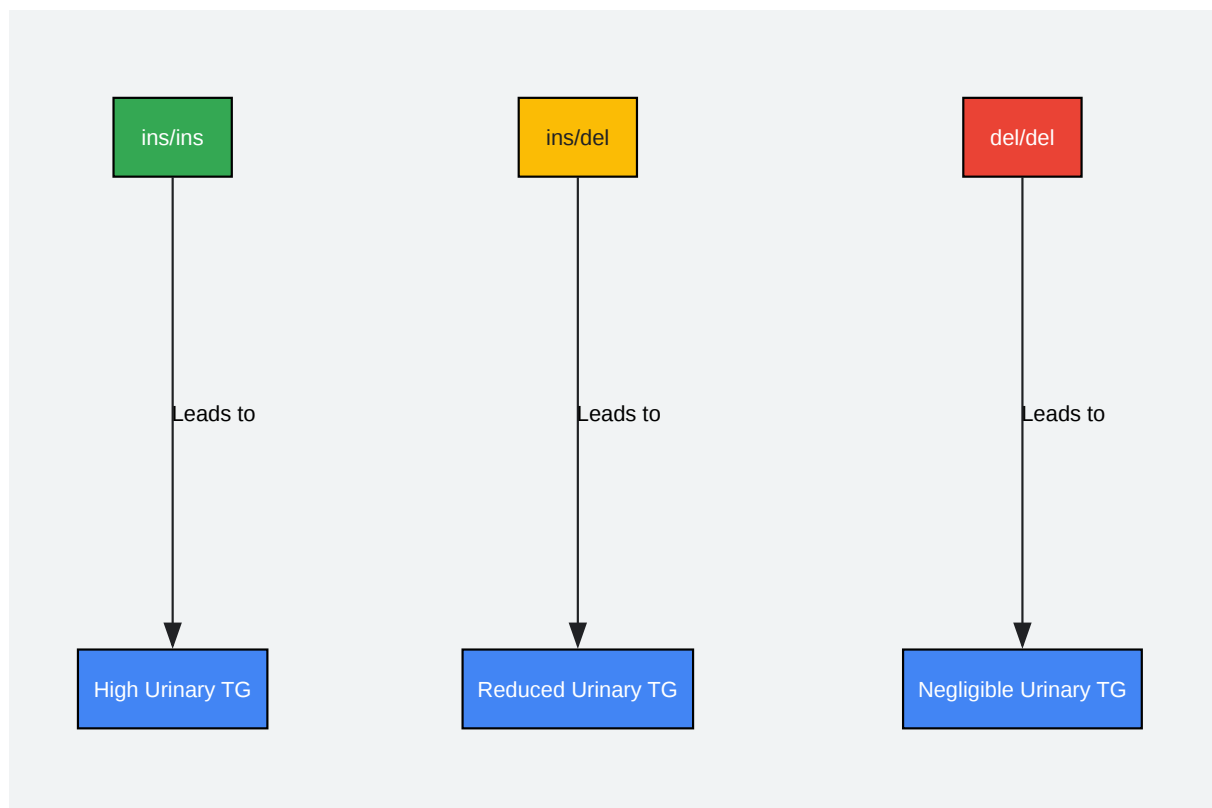 ins/ins
ins/del
del/del
Leads to
Leads to
Leads to
High Urinary TG
Reduced Urinary TG
Negligible Urinary TG